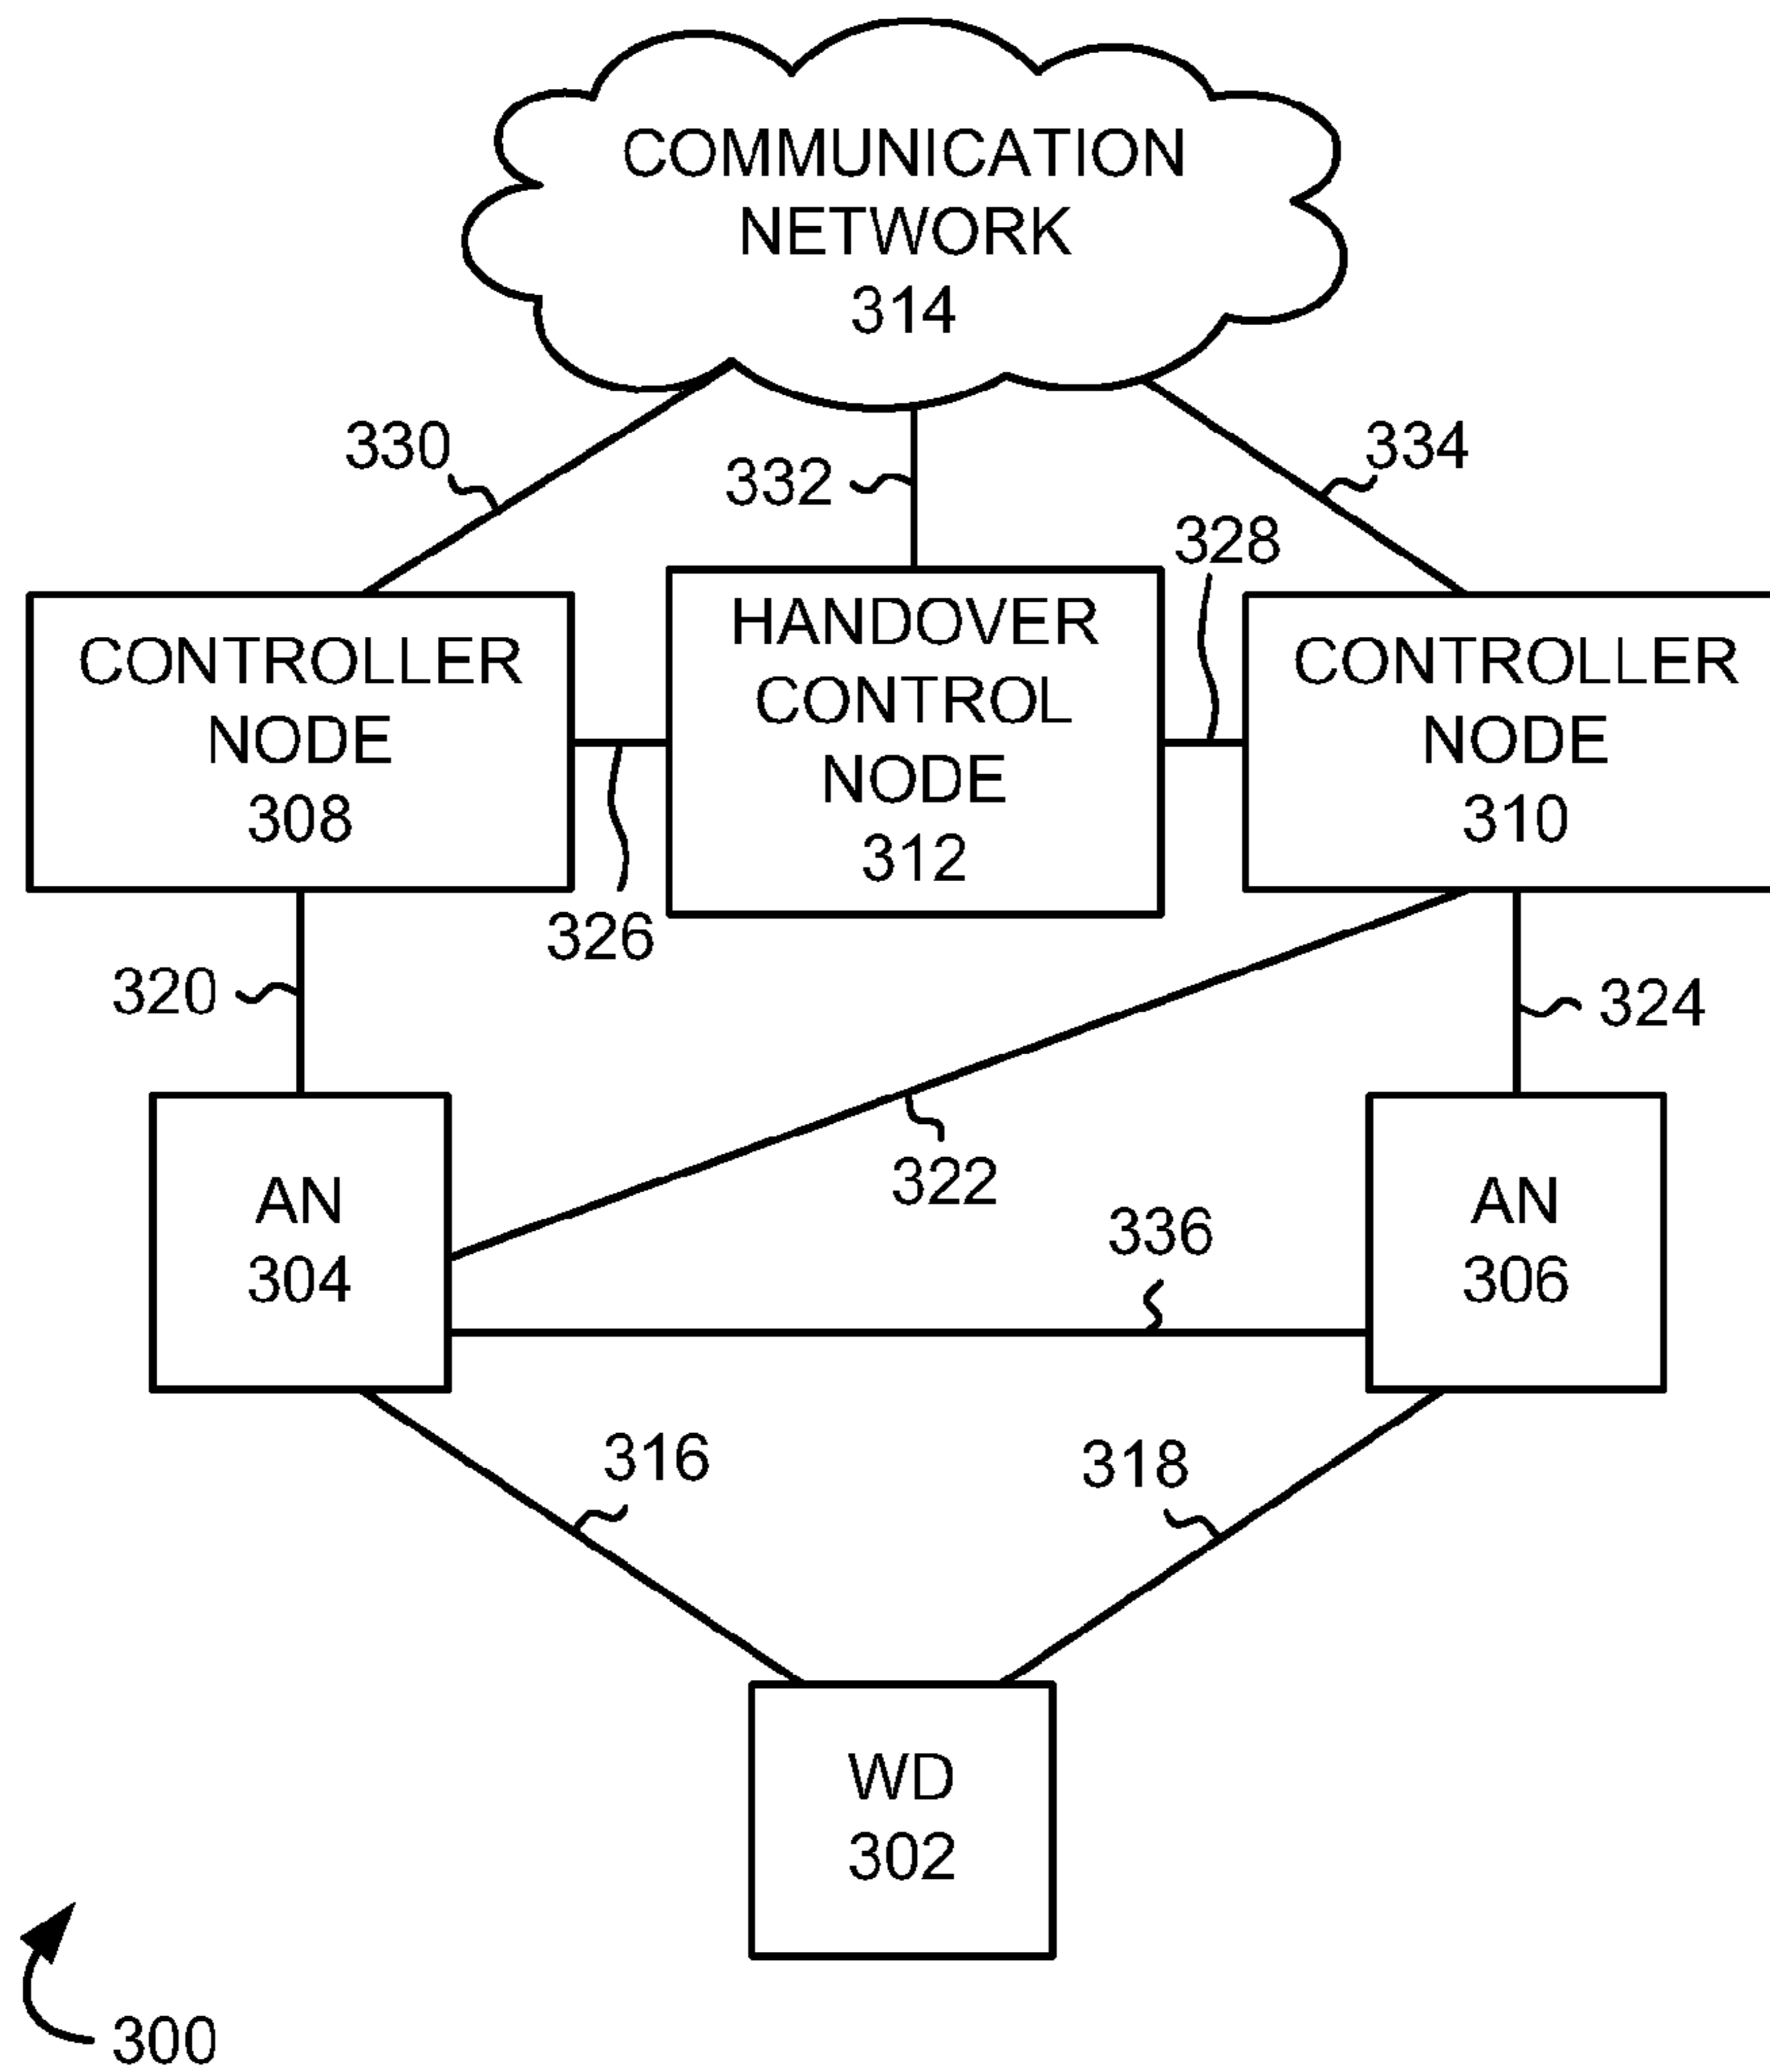 COMMUNICATION
NETWORK
314
330
332
334
328
CONTROLLER
NODE
308
HANDOVER
CONTROL
NODE
312
CONTROLLER
NODE
310
326
320
324
322
AN
304
336
AN
306
316
318
WD
302
300